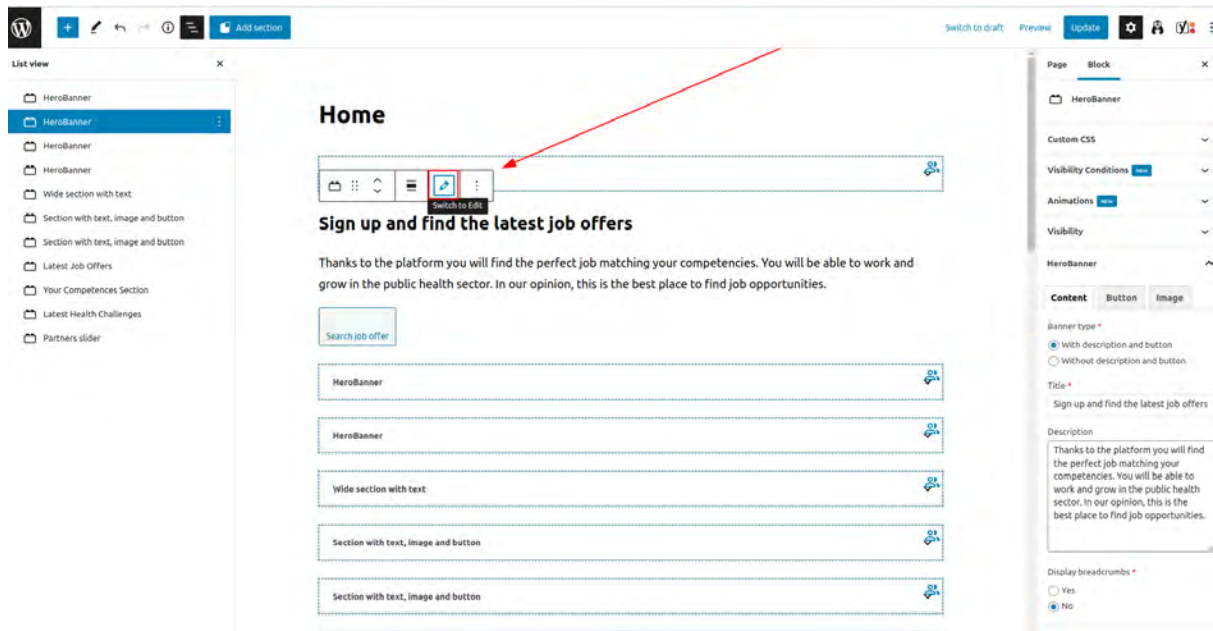 Add section
Switch to draft
Preview
Update
List view
HeroBanner
HeroBanner
HeroBanner
HeroBanner
Wide section with text
Section with text, image and button
Section with text, image and button
Latest Job Offers
Your Competences Section
Latest Health Challenges
Partners slider
Home
Switch to Edit
Sign up and find the latest job offers
Thanks to the platform you will find the perfect job matching your competencies. You will be able to work and
grow in the public health sector. In our opinion, this is the best place to find job opportunities.
Search job offer
HeroBanner
HeroBanner
Wide section with text
Section with text, image and button
Section with text, image and button
Page Block
HeroBanner
Custom CSS
Visibility Conditions NEW
Animations NEW
Visibility
HeroBanner
Content Button Image
Banner type *
With description and button
Without description and button
Title *
Sign up and find the latest job offers
Description
Thanks to the platform you will find
the perfect job matching your
competencies. You will be able to
work and grow in the public health
sector. In our opinion, this is the
best place to find job opportunities.
Display breadcrumbs *
Yes
No